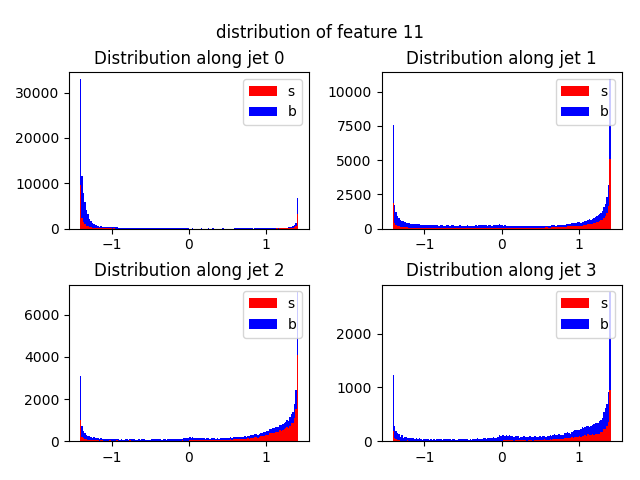 distribution of feature 11
Distribution along jet 0
30000
20000
10000
0
−1
0
1
s
b
Distribution along jet 1
10000
7500
5000
2500
0
−1
0
1
s
b
Distribution along jet 2
6000
4000
2000
0
−1
0
1
s
b
Distribution along jet 3
2000
1000
0
−1
0
1
s
b